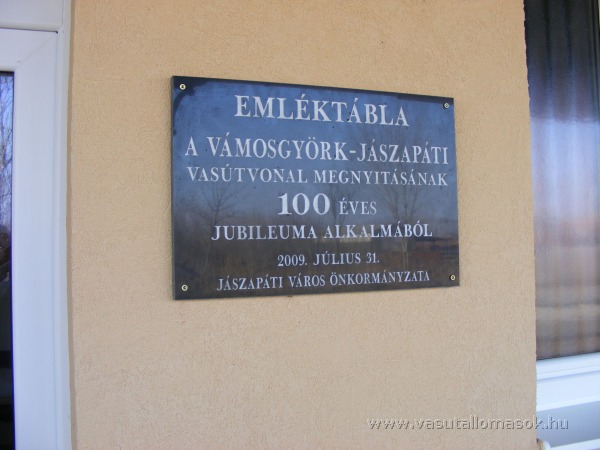 EMLÉKTÁBLA
A VÁMOSGYÖRK-JÁSZAPÁTI
VASÚTVONAL MEGNYITÁSÁNAK
100 ÉVES
JUBILEUMA ALKALMÁBÓL
2009. JÚLIUS 31.
JÁSZAPÁTI VÁROS ÖNKORMÁNYZATA
www.vasutallomasok.hu